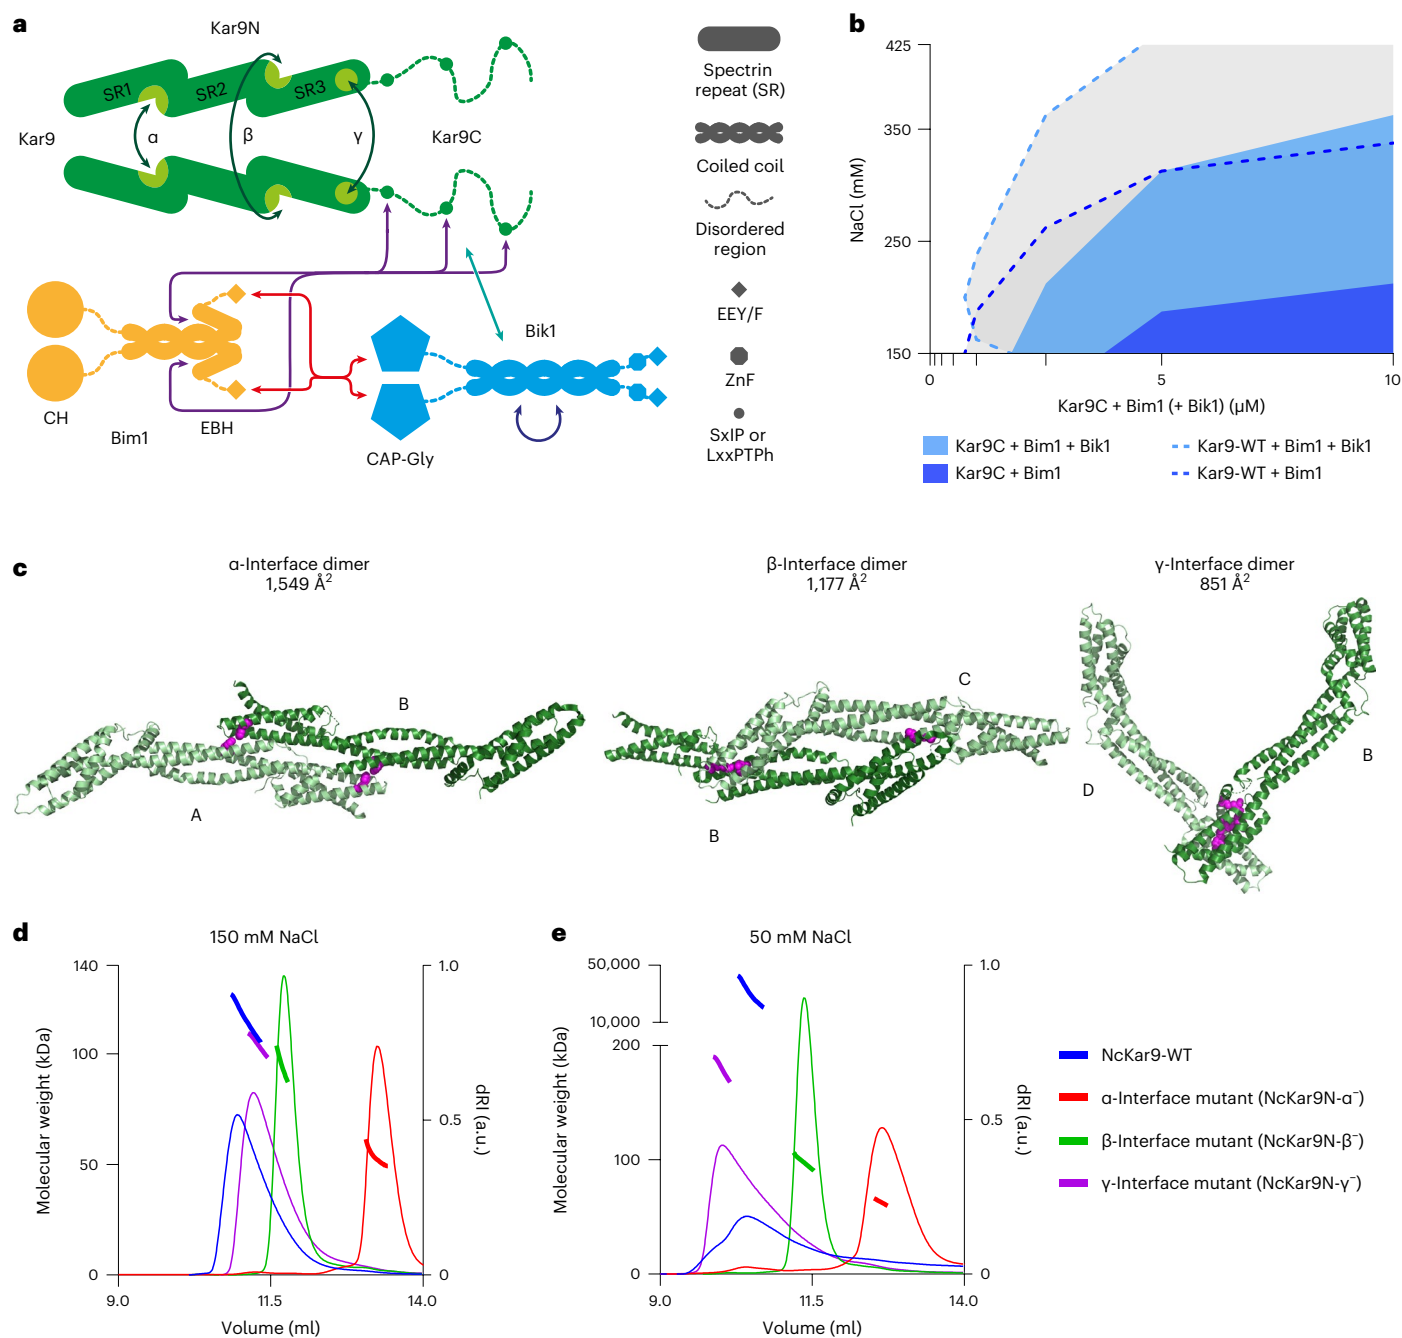 a
Kar9N
SR1
SR2
SR3
Kar9
α
β
γ
Kar9C
CH
Bim1
EBH
CAP-Gly
Bik1
Spectrin
repeat (SR)
Coiled coil
Disordered
region
EEY/F
ZnF
SxIP or
LxxPTPh
b
NaCl (mM)
425
350
250
150
0
5
10
Kar9C + Bim1 (+ Bik1) (μM)
Kar9C + Bim1 + Bik1
Kar9-WT + Bim1 + Bik1
Kar9C + Bim1
Kar9-WT + Bim1
c
α-Interface dimer
1,549 Å²
β-Interface dimer
1,177 Å²
γ-Interface dimer
851 Å²
A
B
B
C
D
B
d
150 mM NaCl
Molecular weight (kDa)
140
100
50
0
1.0
0.5
0
dRI (a.u.)
9.0
11.5
14.0
Volume (ml)
e
50 mM NaCl
Molecular weight (kDa)
50,000
10,000
200
100
0
1.0
0.5
0
dRI (a.u.)
9.0
11.5
14.0
Volume (ml)
NcKar9-WT
α-Interface mutant (NcKar9N-α⁻)
β-Interface mutant (NcKar9N-β⁻)
γ-Interface mutant (NcKar9N-γ⁻)